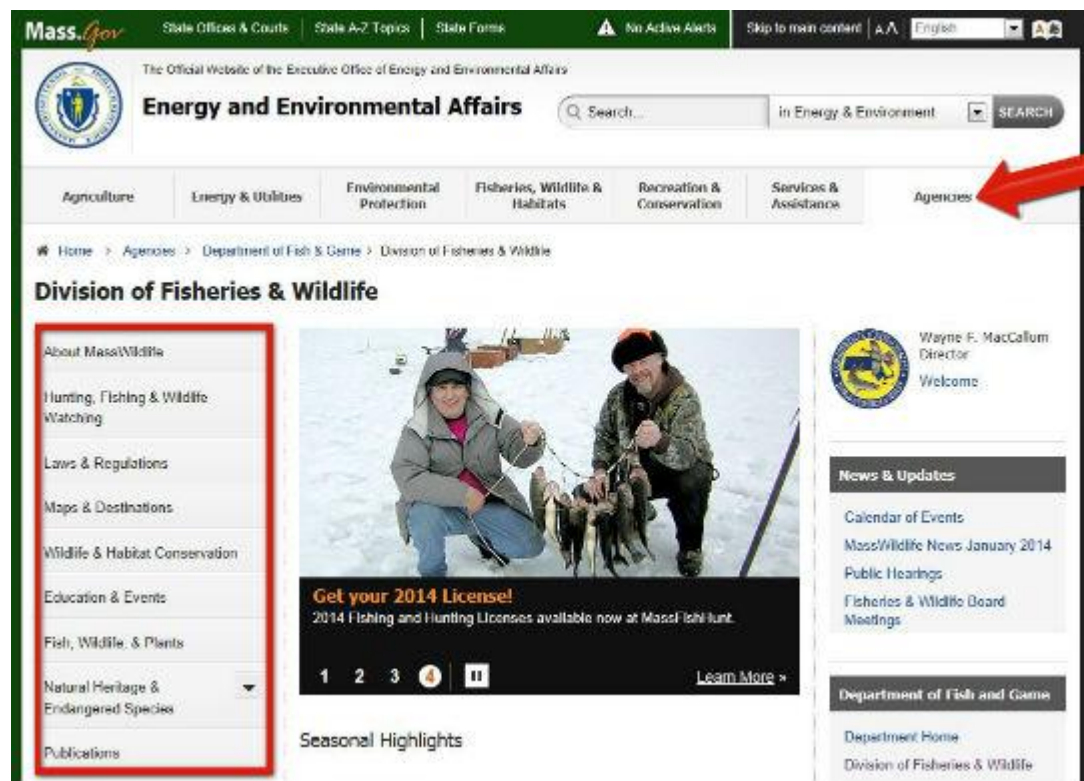 Mass.Gov
State Offices & Courts
State A-Z Topics
State Forms
No Active Alerts
Skip to main content
English
The Official Website of the Executive Office of Energy and Environmental Affairs
Energy and Environmental Affairs
Search...
in Energy & Environment
SEARCH
Agriculture
Energy & Utilities
Environmental
Protection
Fisheries, Wildlife &
Habitats
Recreation &
Conservation
Services &
Assistance
Agencies
Home > Agencies > Department of Fish & Game > Division of Fisheries & Wildlife
Division of Fisheries & Wildlife
About MassWildlife
Hunting, Fishing & Wildlife
Watching
Laws & Regulations
Maps & Destinations
Wildlife & Habitat Conservation
Education & Events
Fish, Wildlife, & Plants
Natural Heritage &
Endangered Species
Publications
Get your 2014 License!
2014 Fishing and Hunting Licenses available now at MassFishHunt.
1 2 3 4
Learn More »
Seasonal Highlights
Wayne F. MacCallum
Director
Welcome
News & Updates
Calendar of Events
MassWildlife News January 2014
Public Hearings
Fisheries & Wildlife Board
Meetings
Department of Fish and Game
Department Home
Division of Fisheries & Wildlife